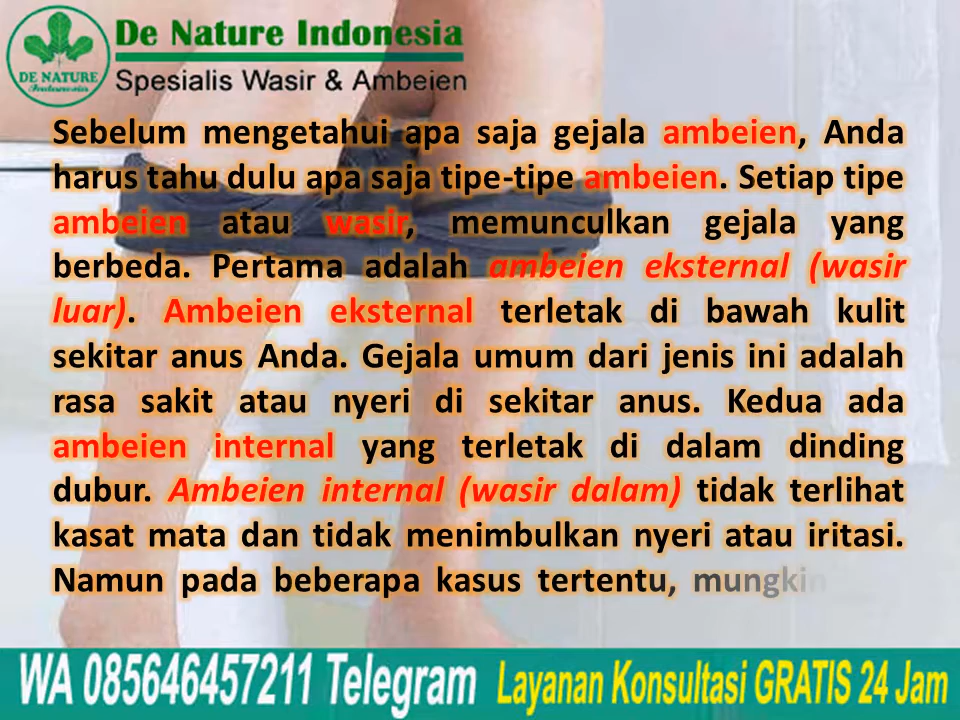 De Nature Indonesia
DE NATURE
Indonesia
Spesialis Wasir & Ambeien
Sebelum mengetahui apa saja gejala ambeien, Anda
harus tahu dulu apa saja tipe-tipe ambeien. Setiap tipe
ambeien atau wasir, memunculkan gejala yang
berbeda. Pertama adalah ambeien eksternal (wasir
luar). Ambeien eksternal terletak di bawah kulit
sekitar anus Anda. Gejala umum dari jenis ini adalah
rasa sakit atau nyeri di sekitar anus. Kedua ada
ambeien internal yang terletak di dalam dinding
dubur. Ambeien internal (wasir dalam) tidak terlihat
kasat mata dan tidak menimbulkan nyeri atau iritasi.
Namun pada beberapa kasus tertentu, mungkin
WA 085646457211 Telegram Layanan Konsultasi GRATIS 24 Jam